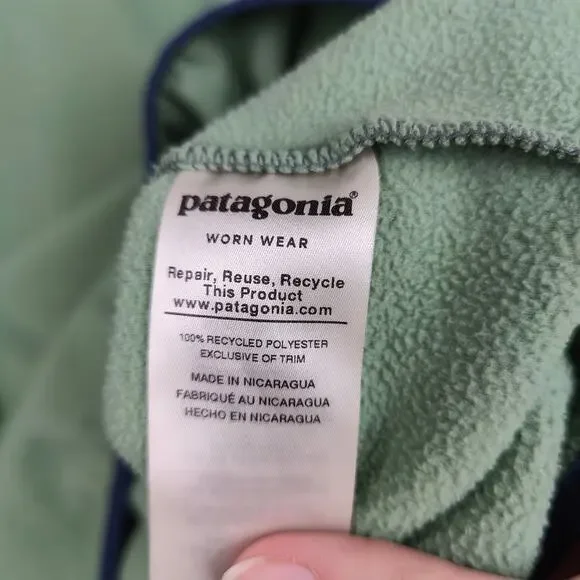 patagonia®
WORN WEAR
Repair, Reuse, Recycle
This Product
www.patagonia.com
100% RECYCLED POLYESTER
EXCLUSIVE OF TRIM
MADE IN NICARAGUA
FABRIQUÉ AU NICARAGUA
HECHO EN NICARAGUA